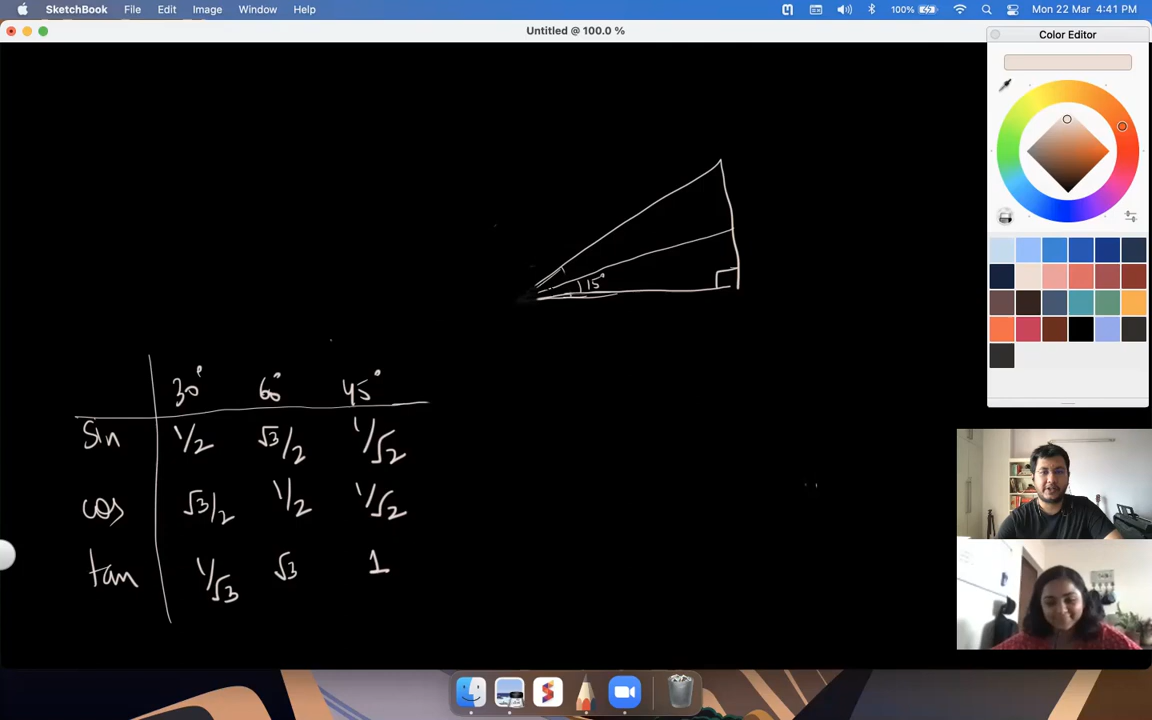 SketchBook File Edit Image Window Help 100% Mon 22 Mar 4:41 PM
Untitled @ 100.0 %
Color Editor
15°
30° 60° 45°
Sin 1/2 √3/2 1/√2
cos √3/2 1/2 1/√2
tan 1/√3 √3 1